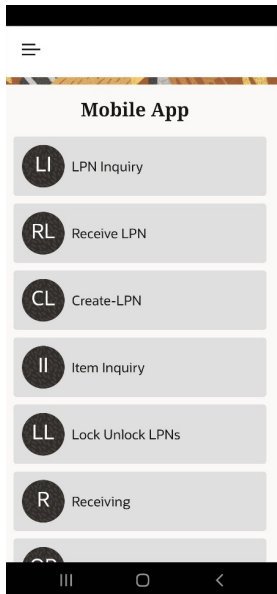 Mobile App
LI LPN Inquiry
RL Receive LPN
CL Create-LPN
II Item Inquiry
LL Lock Unlock LPNs
R Receiving